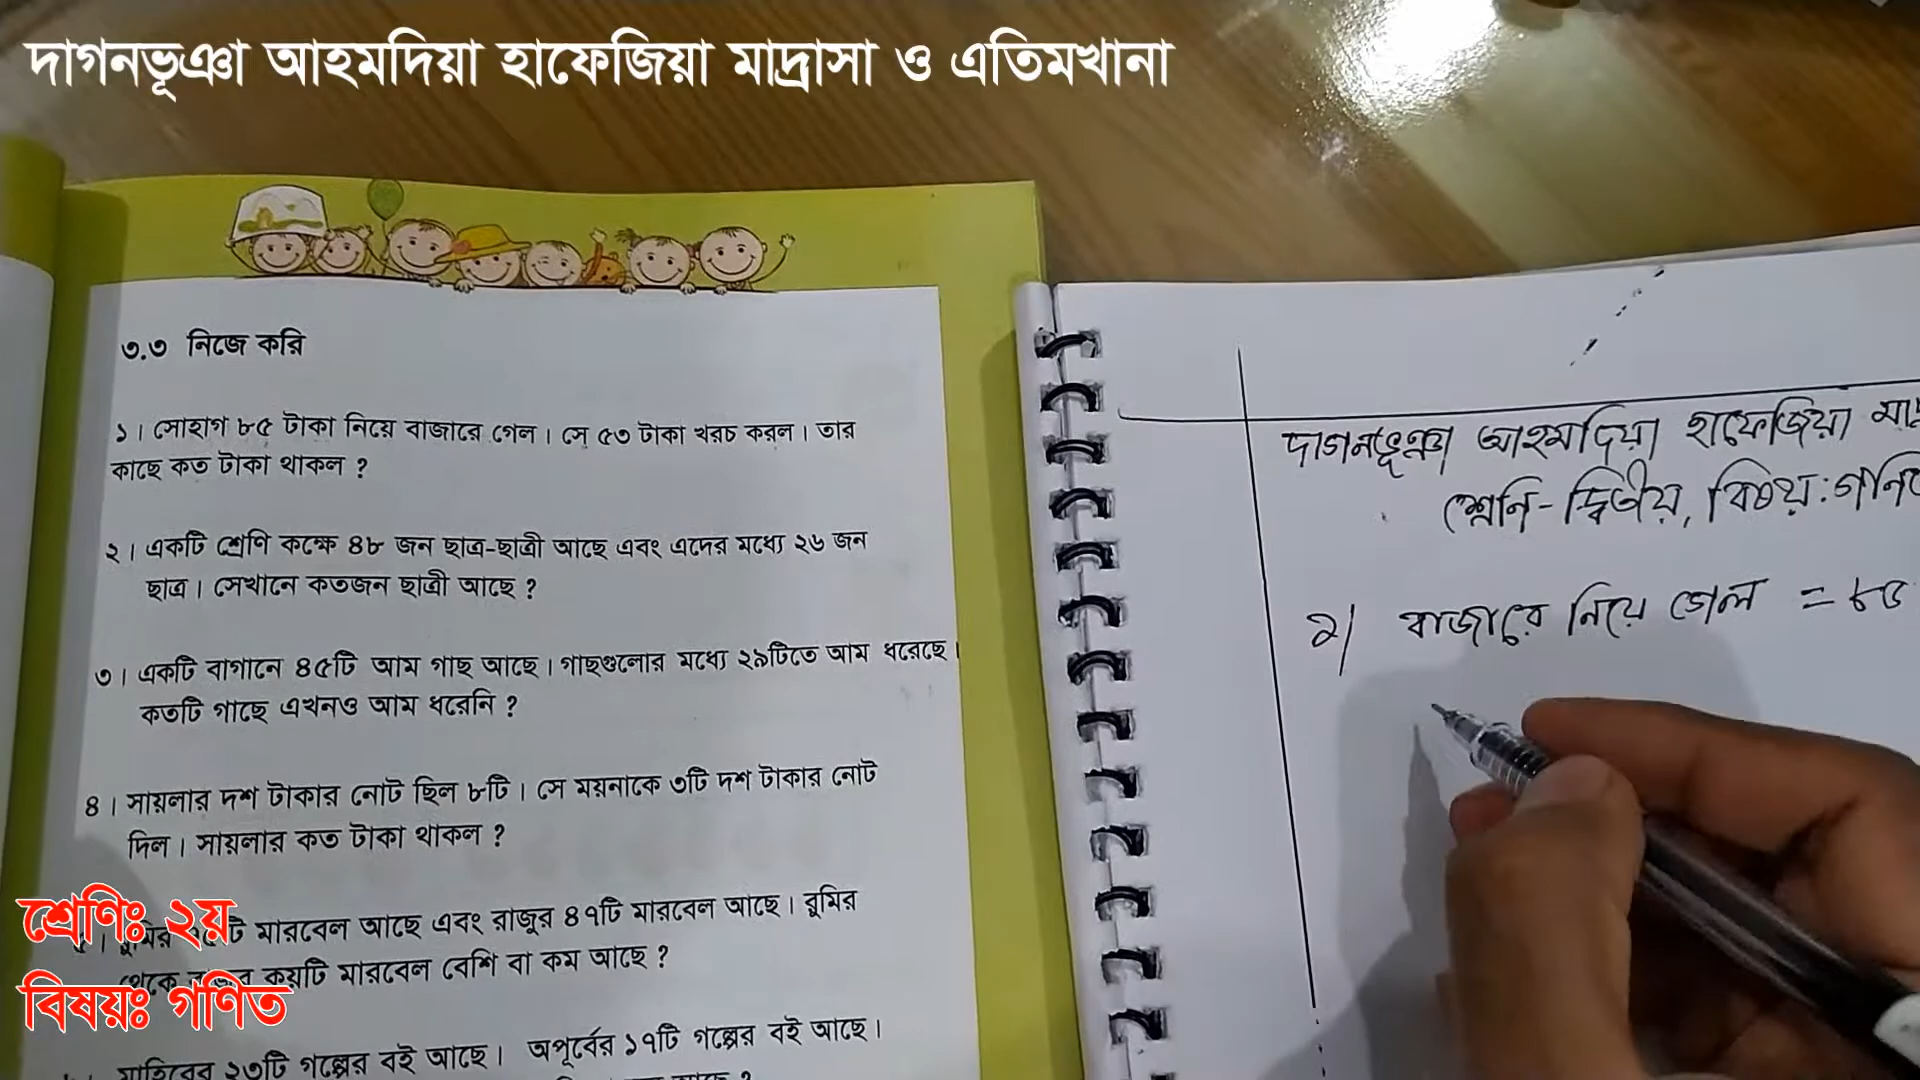 দাগনভূঞা আহমদিয়া হাফেজিয়া মাদ্রাসা ও এতিমখানা
৩.৩ নিজে করি
১। সোহাগ ৮৫ টাকা নিয়ে বাজারে গেল। সে ৫৩ টাকা খরচ করল। তার
কাছে কত টাকা থাকল ?
২। একটি শ্রেণি কক্ষে ৪৮ জন ছাত্র-ছাত্রী আছে এবং এদের মধ্যে ২৬ জন
ছাত্র। সেখানে কতজন ছাত্রী আছে ?
৩। একটি বাগানে ৪৫টি আম গাছ আছে। গাছগুলোর মধ্যে ২৯টিতে আম ধরেছে।
কতটি গাছে এখনও আম ধরেনি ?
৪। সায়লার দশ টাকার নোট ছিল ৮টি। সে ময়নাকে ৩টি দশ টাকার নোট
দিল। সায়লার কত টাকা থাকল ?
মারবেল আছে এবং রাজুর ৪৭টি মারবেল আছে। রুমির
থেকে কয়টি মারবেল বেশি বা কম আছে ?
২৩টি গল্পের বই আছে। অপূর্বের ১৭টি গল্পের বই আছে।
শ্রেণিঃ ২য়
বিষয়ঃ গণিত
দাগনভূঞা আহমদিয়া হাফেজিয়া
শ্রেনি-দ্বিতীয়, বিষয়:গনিত
১। বাজারে নিয়ে গেল = ৮৫